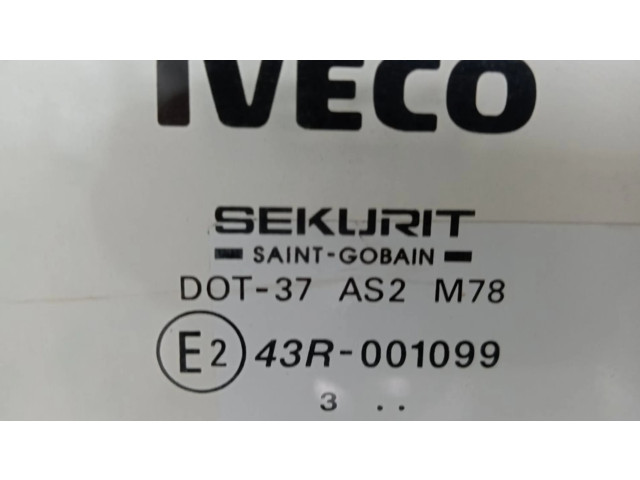 IVECO
SEKURIT
SAINT-GOBAIN
DOT-37 AS2 M78
E2 43R-001099
3 ..